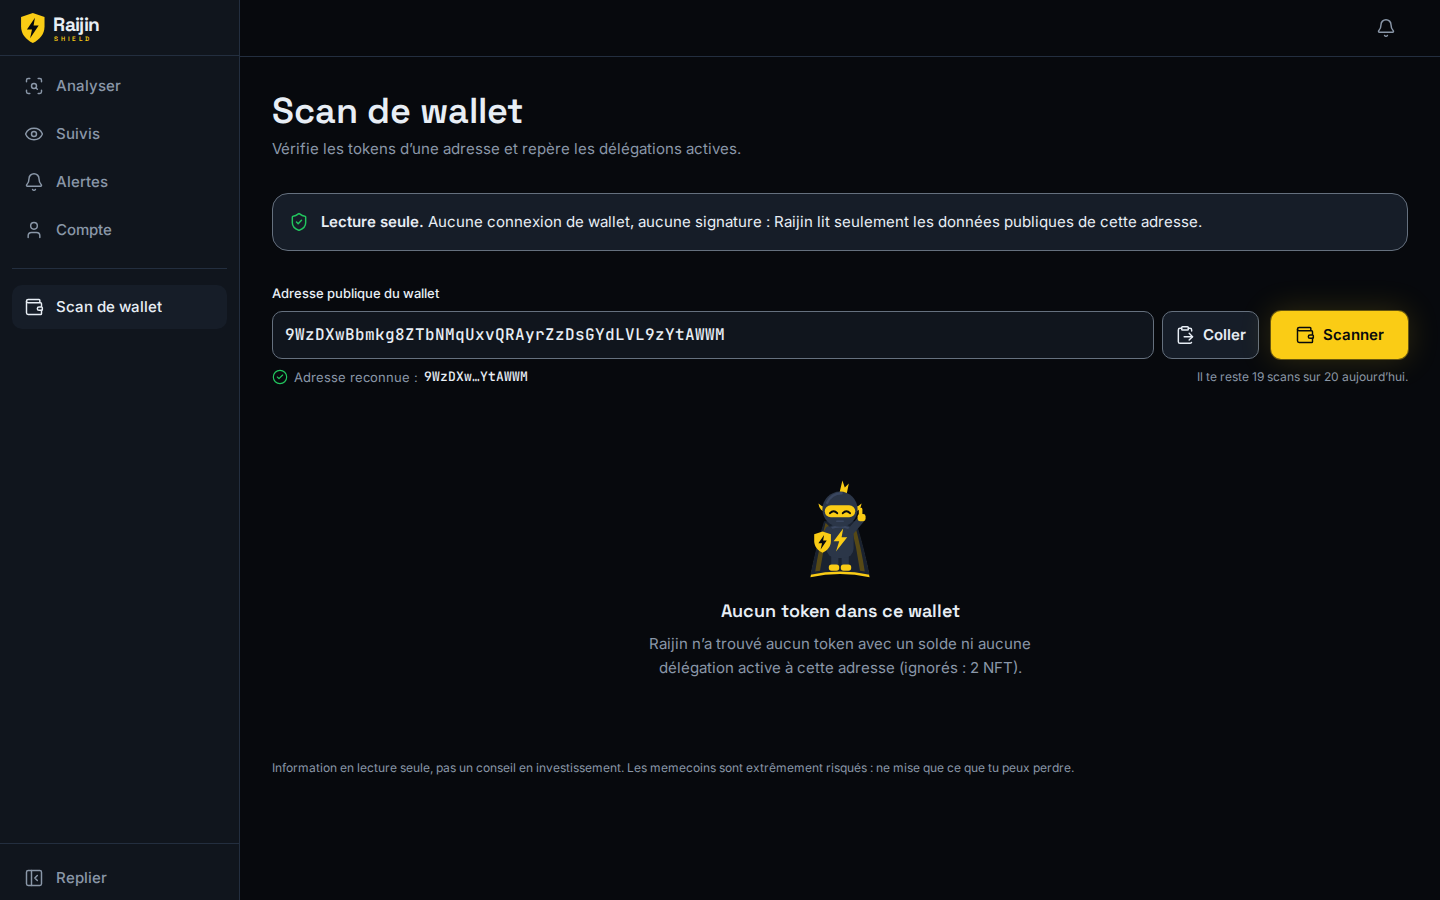 Raijin
SHIELD
Analyser
Suivis
Alertes
Compte
Scan de wallet
Replier
Scan de wallet
Vérifie les tokens d’une adresse et repère les délégations actives.
Lecture seule. Aucune connexion de wallet, aucune signature : Raijin lit seulement les données publiques de cette adresse.
Adresse publique du wallet
9WzDXwBbmkg8ZTbNMqUxvQRAyrZzDsGYdLVL9zYtAWWM
Coller
Scanner
Adresse reconnue : 9WzDXw…YtAWWM
Il te reste 19 scans sur 20 aujourd’hui.
Aucun token dans ce wallet
Raijin n’a trouvé aucun token avec un solde ni aucune
délégation active à cette adresse (ignorés : 2 NFT).
Information en lecture seule, pas un conseil en investissement. Les memecoins sont extrêmement risqués : ne mise que ce que tu peux perdre.